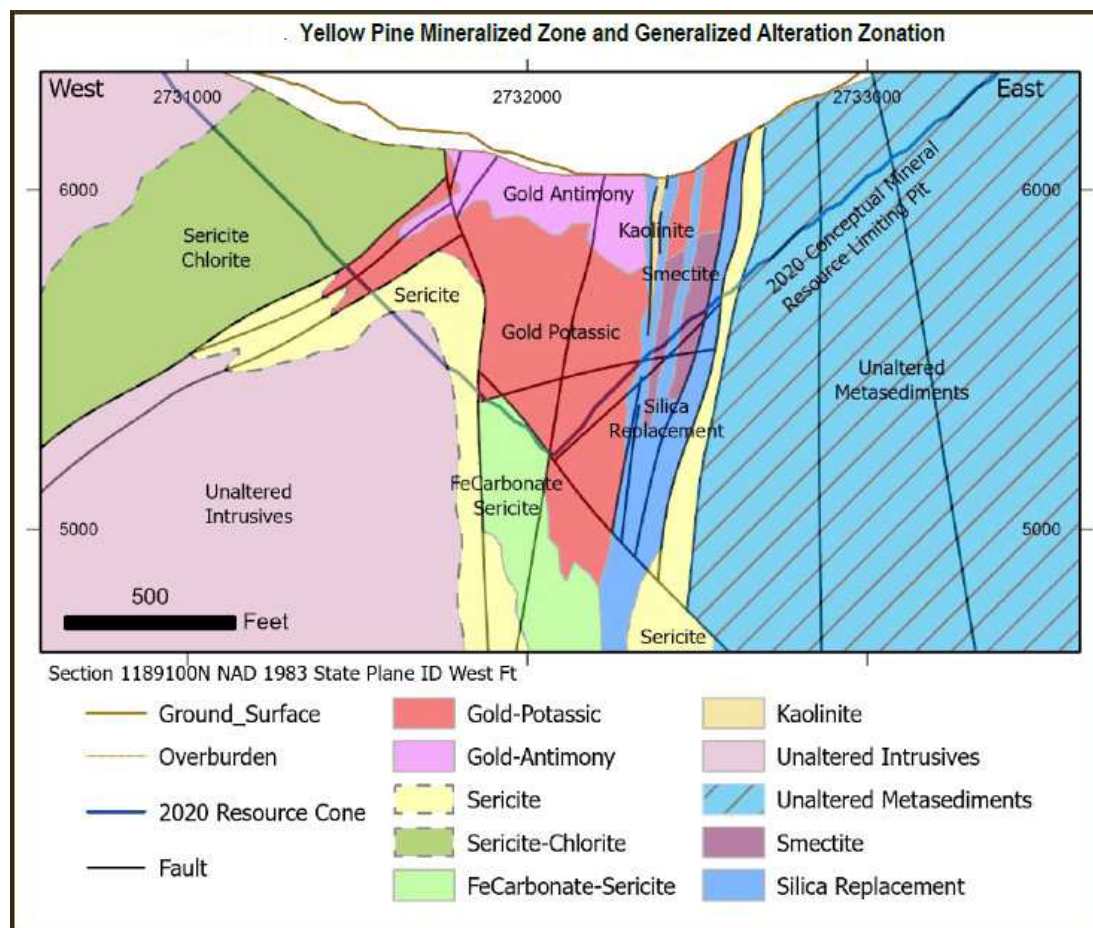 Yellow Pine Mineralized Zone and Generalized Alteration Zonation
West
2731000
2732000
2733000
East
6000
6000
Gold Antimony
Kaolinite
Sericite
Chlorite
Smectite
Sericite
2020 Conceptual Mineral
Resource-Limiting Pit
Gold Potassic
Unaltered
Metasediments
Silica
Replacement
Unaltered
Intrusives
FeCarbonate
Sericite
5000
5000
500
Feet
Sericite
Section 1189100N NAD 1983 State Plane ID West Ft
Ground_Surface
Overburden
2020 Resource Cone
Fault
Gold-Potassic
Gold-Antimony
Sericite
Sericite-Chlorite
FeCarbonate-Sericite
Kaolinite
Unaltered Intrusives
Unaltered Metasediments
Smectite
Silica Replacement